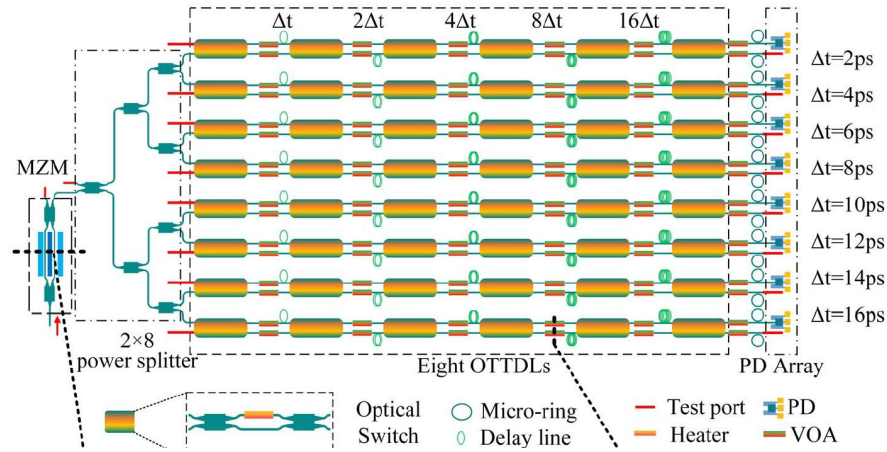 Δt 2Δt 4Δt 8Δt 16Δt
Δt=2ps
Δt=4ps
Δt=6ps
MZM
Δt=8ps
Δt=10ps
Δt=12ps
Δt=14ps
Δt=16ps
2×8
power splitter
Eight OTTDLs
PD Array
Optical
Switch
Micro-ring
Delay line
Test port
Heater
PD
VOA